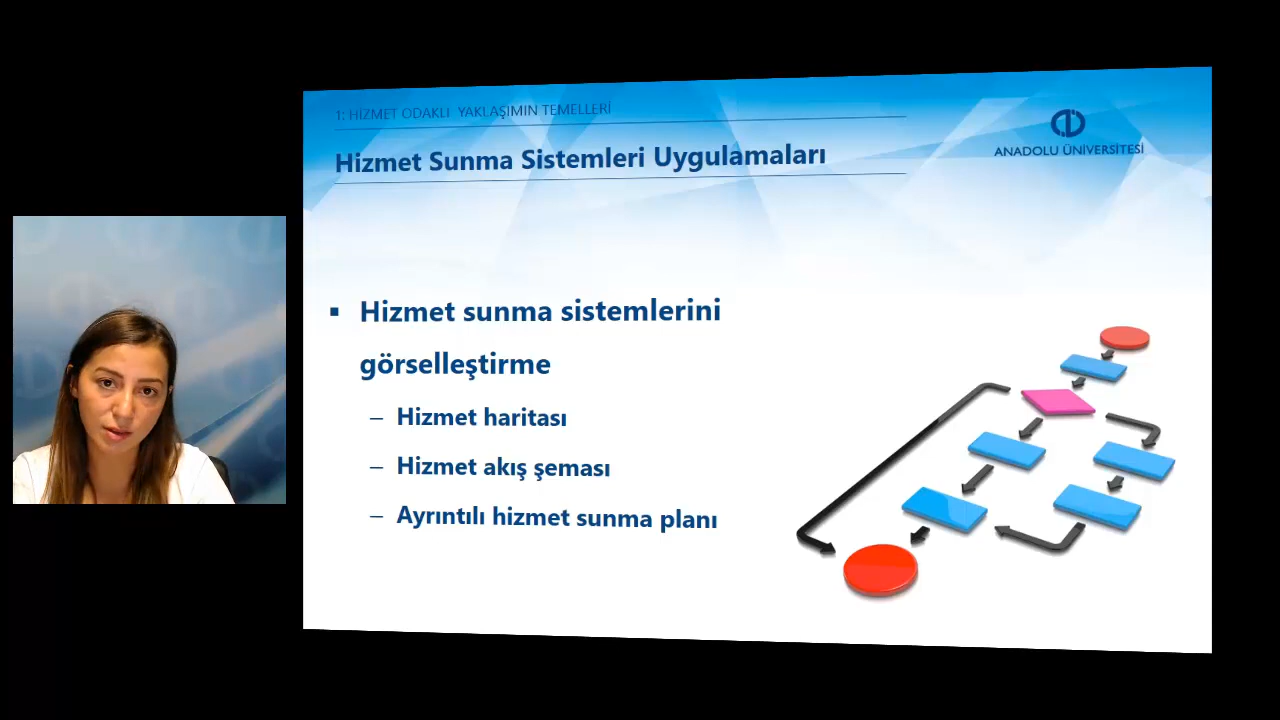 1: HİZMET ODAKLI YAKLAŞIMIN TEMELLERİ
Hizmet Sunma Sistemleri Uygulamaları
ANADOLU ÜNİVERSİTESİ
▪ Hizmet sunma sistemlerini
görselleştirme
– Hizmet haritası
– Hizmet akış şeması
– Ayrıntılı hizmet sunma planı